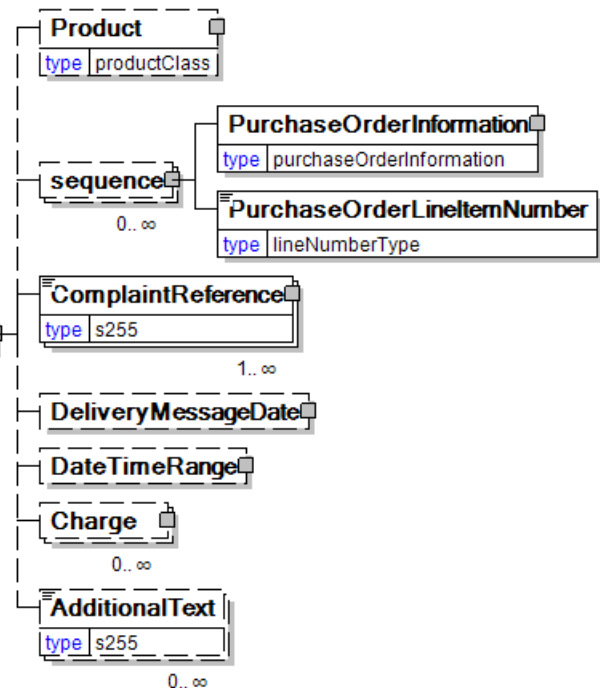 Product
type productClass
PurchaseOrderInformation
type purchaseOrderInformation
sequence
0.. ∞
PurchaseOrderLineItemNumber
type lineNumberType
ComplaintReference
type s255
1.. ∞
DeliveryMessageDate
DateTimeRange
Charge
0.. ∞
AdditionalText
type s255
0.. ∞